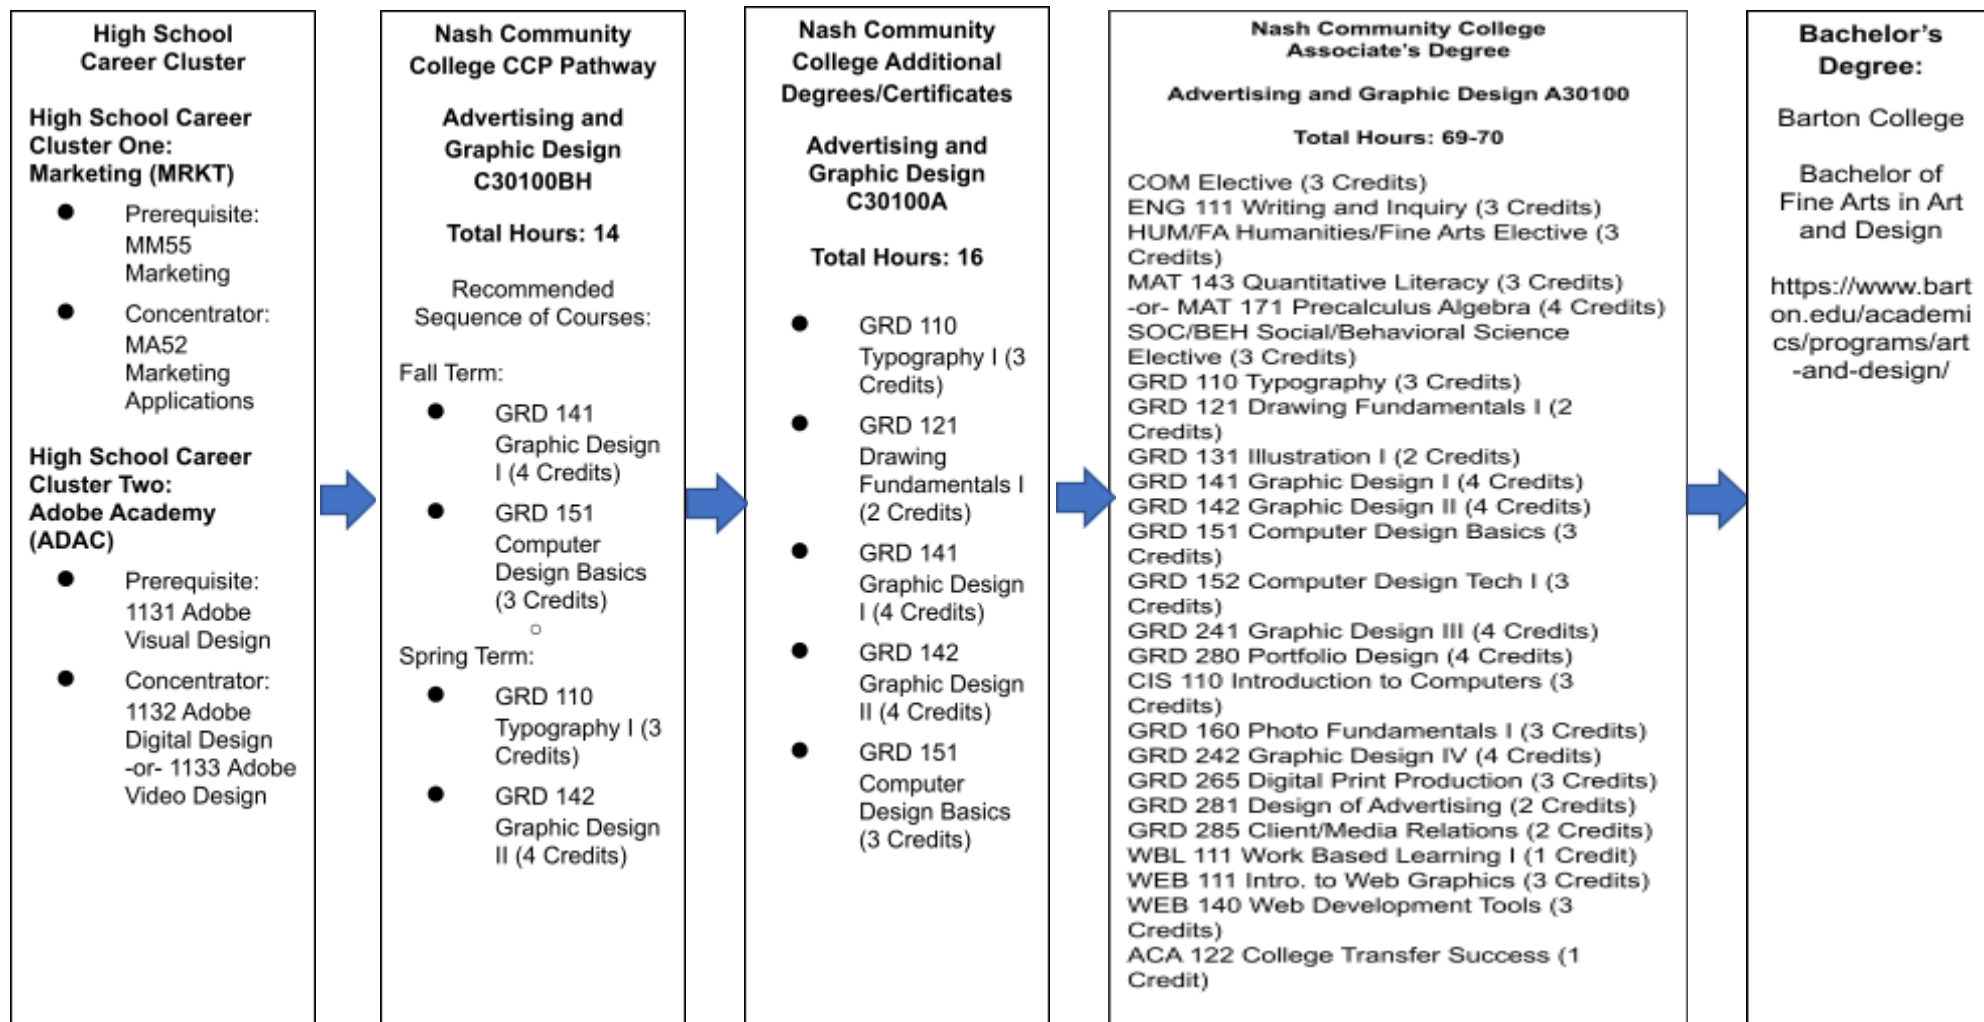 High School
Career Cluster
High School Career
Cluster One:
Marketing (MRKT)
● Prerequisite:
MM55
Marketing
● Concentrator:
MA52
Marketing
Applications
High School Career
Cluster Two:
Adobe Academy
(ADAC)
● Prerequisite:
1131 Adobe
Visual Design
● Concentrator:
1132 Adobe
Digital Design
-or- 1133 Adobe
Video Design
Nash Community
College CCP Pathway
Advertising and
Graphic Design
C30100BH
Total Hours: 14
Recommended
Sequence of Courses:
Fall Term:
● GRD 141
Graphic Design
I (4 Credits)
● GRD 151
Computer
Design Basics
(3 Credits)
○
Spring Term:
● GRD 110
Typography I (3
Credits)
● GRD 142
Graphic Design
II (4 Credits)
Nash Community
College Additional
Degrees/Certificates
Advertising and
Graphic Design
C30100A
Total Hours: 16
● GRD 110
Typography I (3
Credits)
● GRD 121
Drawing
Fundamentals I
(2 Credits)
● GRD 141
Graphic Design
I (4 Credits)
● GRD 142
Graphic Design
II (4 Credits)
● GRD 151
Computer
Design Basics
(3 Credits)
Nash Community College
Associate's Degree
Advertising and Graphic Design A30100
Total Hours: 69-70
COM Elective (3 Credits)
ENG 111 Writing and Inquiry (3 Credits)
HUM/FA Humanities/Fine Arts Elective (3
Credits)
MAT 143 Quantitative Literacy (3 Credits)
-or- MAT 171 Precalculus Algebra (4 Credits)
SOC/BEH Social/Behavioral Science
Elective (3 Credits)
GRD 110 Typography (3 Credits)
GRD 121 Drawing Fundamentals I (2
Credits)
GRD 131 Illustration I (2 Credits)
GRD 141 Graphic Design I (4 Credits)
GRD 142 Graphic Design II (4 Credits)
GRD 151 Computer Design Basics (3
Credits)
GRD 152 Computer Design Tech I (3
Credits)
GRD 241 Graphic Design III (4 Credits)
GRD 280 Portfolio Design (4 Credits)
CIS 110 Introduction to Computers (3
Credits)
GRD 160 Photo Fundamentals I (3 Credits)
GRD 242 Graphic Design IV (4 Credits)
GRD 265 Digital Print Production (3 Credits)
GRD 281 Design of Advertising (2 Credits)
GRD 285 Client/Media Relations (2 Credits)
WBL 111 Work Based Learning I (1 Credit)
WEB 111 Intro. to Web Graphics (3 Credits)
WEB 140 Web Development Tools (3
Credits)
ACA 122 College Transfer Success (1
Credit)
Bachelor's
Degree:
Barton College
Bachelor of
Fine Arts in Art
and Design
https://www.bart
on.edu/academi
cs/programs/art
-and-design/